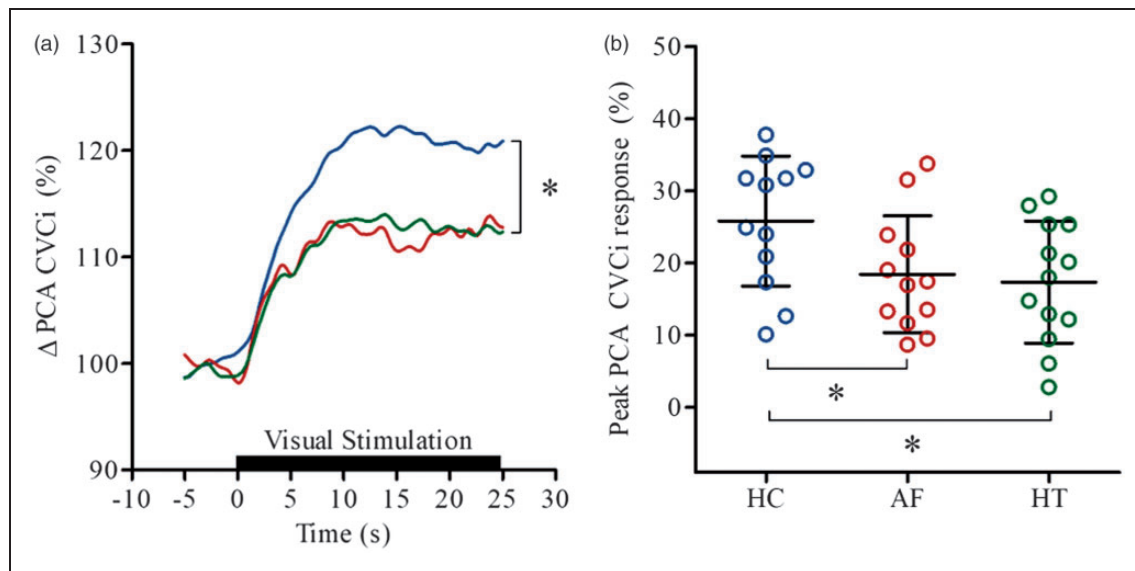 (a)
130
120
110
100
90
Δ PCA CVCi (%)
*
Visual Stimulation
-10 -5 0 5 10 15 20 25 30
Time (s)
(b)
50
40
30
20
10
0
Peak PCA CVCi response (%)
*
*
HC AF HT